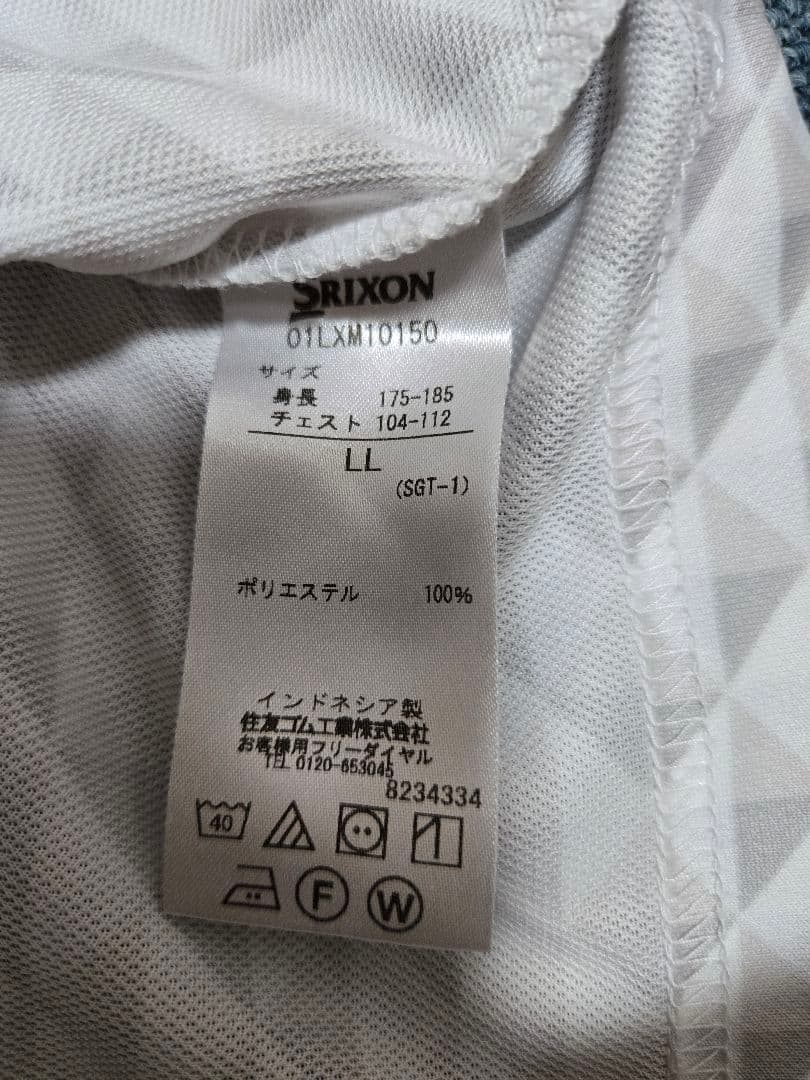 SRIXON
01LXM10150
サイズ
身長 175-185
チェスト 104-112
LL
(SGT-1)
ポリエステル 100%
インドネシア製
住友ゴム工業株式会社
お客様用フリーダイヤル
TEL 0120-653045
8234334
40
F
W